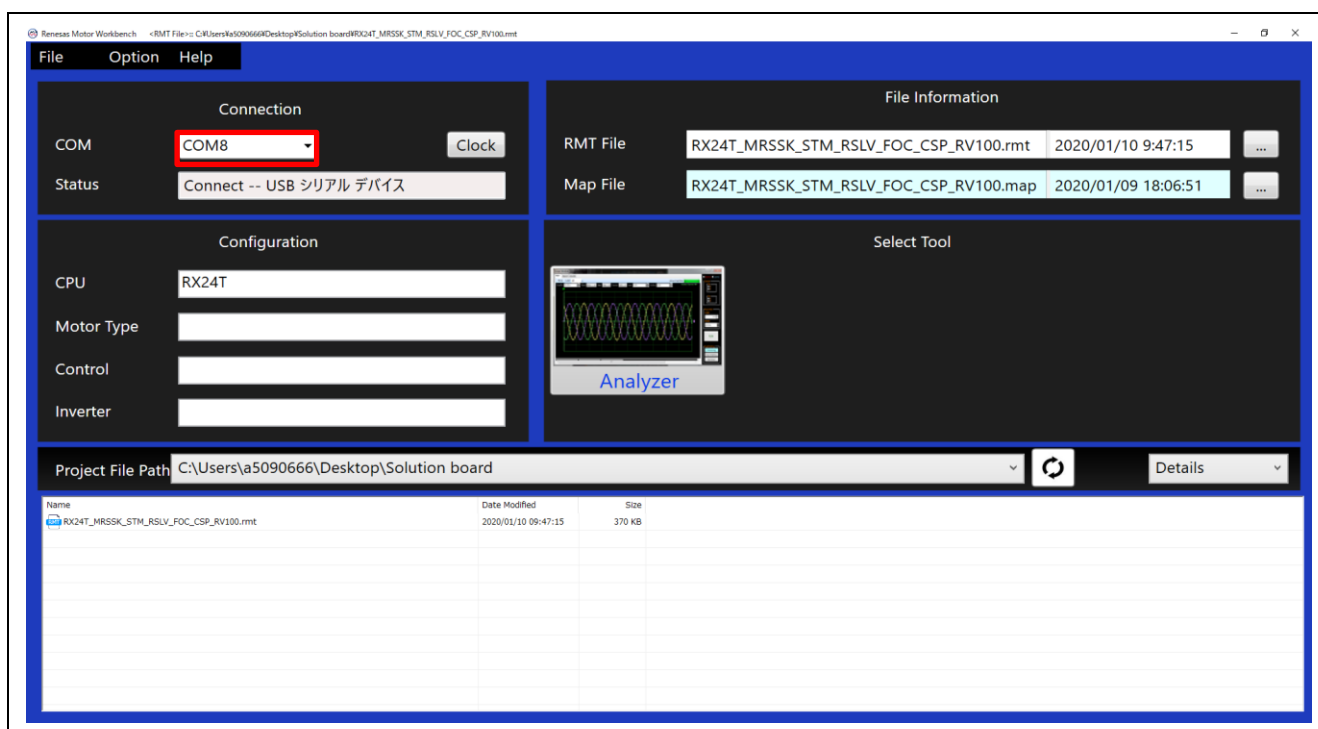 Renesas Motor Workbench <RMT File>:: C:¥Users¥a5090666¥Desktop¥Solution board¥RX24T_MRSSK_STM_RSLV_FOC_CSP_RV100.rmt
File Option Help
Connection
COM COM8 Clock
Status Connect -- USB シリアル デバイス
File Information
RMT File RX24T_MRSSK_STM_RSLV_FOC_CSP_RV100.rmt 2020/01/10 9:47:15 ...
Map File RX24T_MRSSK_STM_RSLV_FOC_CSP_RV100.map 2020/01/09 18:06:51 ...
Configuration
CPU RX24T
Motor Type
Control
Inverter
Select Tool
Analyzer
Project File Path C:\Users\a5090666\Desktop\Solution board Details
Name Date Modified Size
RX24T_MRSSK_STM_RSLV_FOC_CSP_RV100.rmt 2020/01/10 09:47:15 370 KB